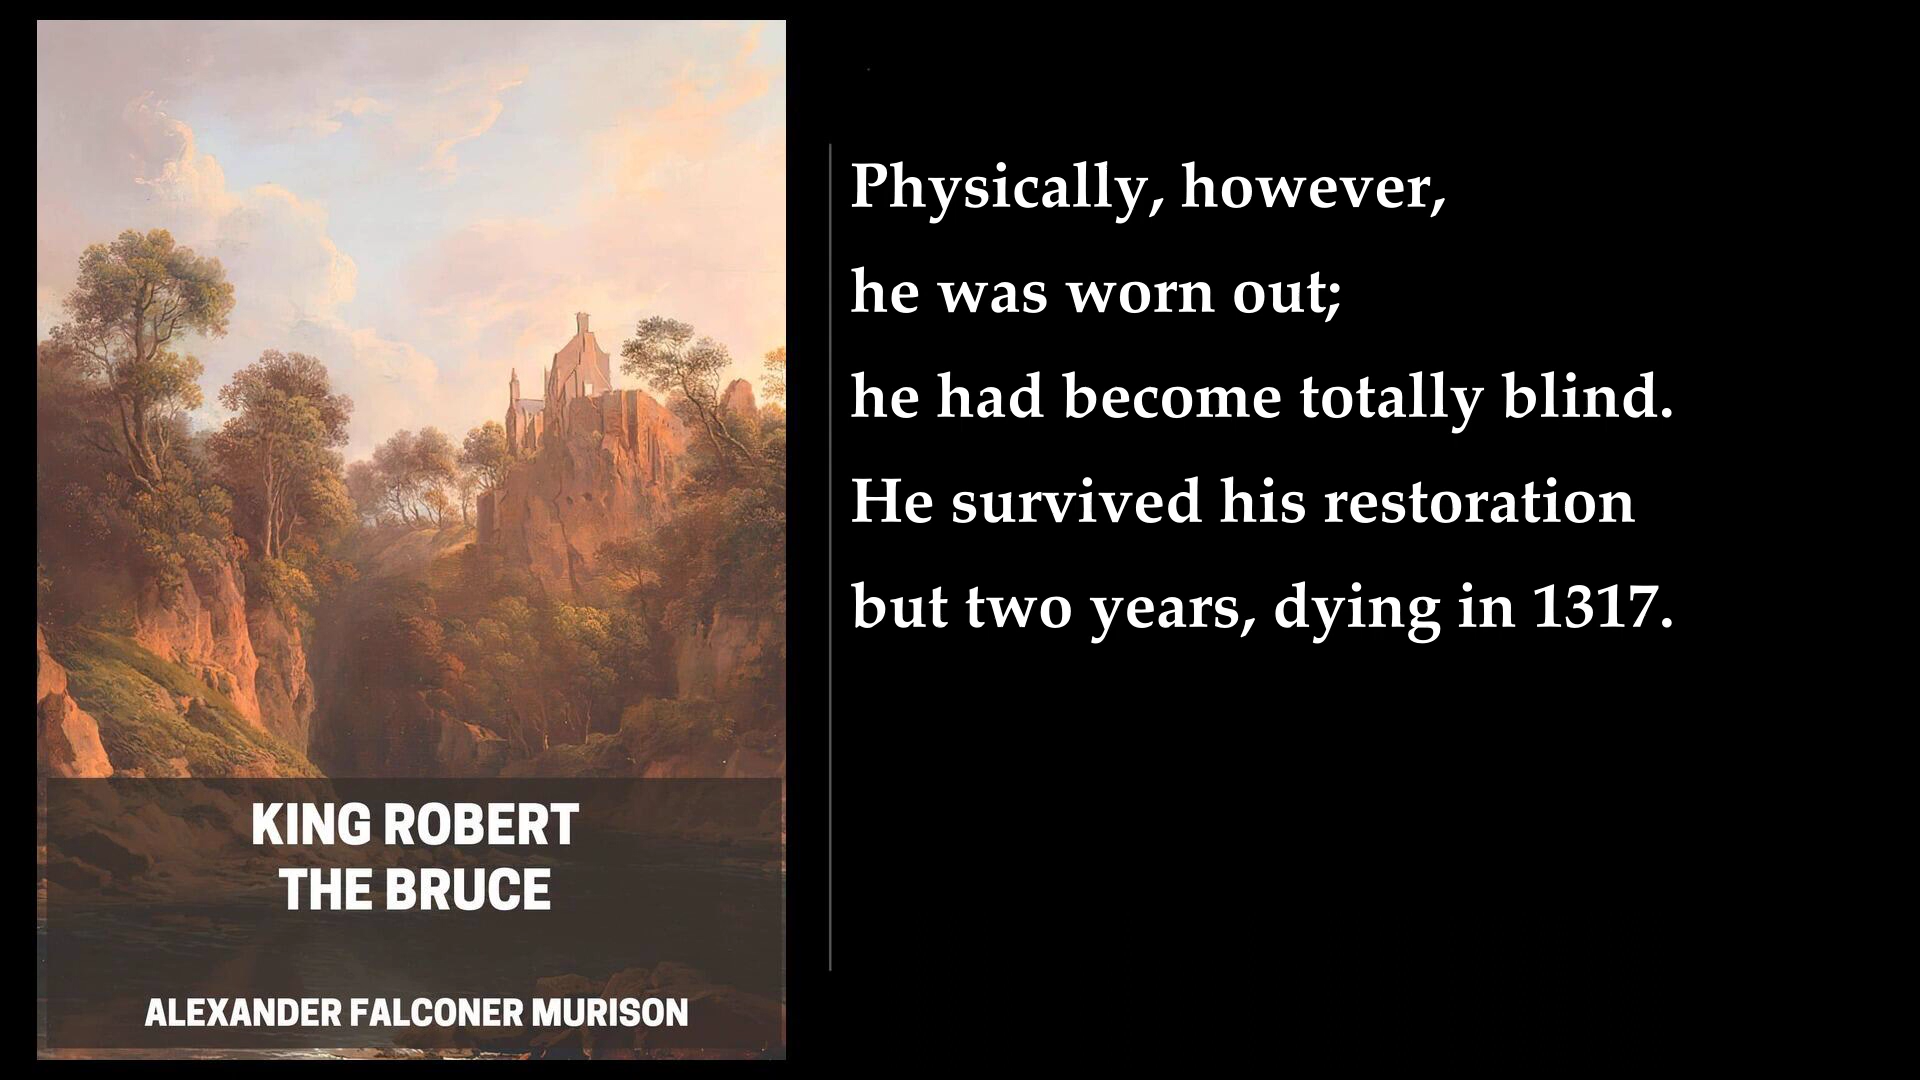 KING ROBERT
THE BRUCE
ALEXANDER FALCONER MURISON
Physically, however,
he was worn out;
he had become totally blind.
He survived his restoration
but two years, dying in 1317.